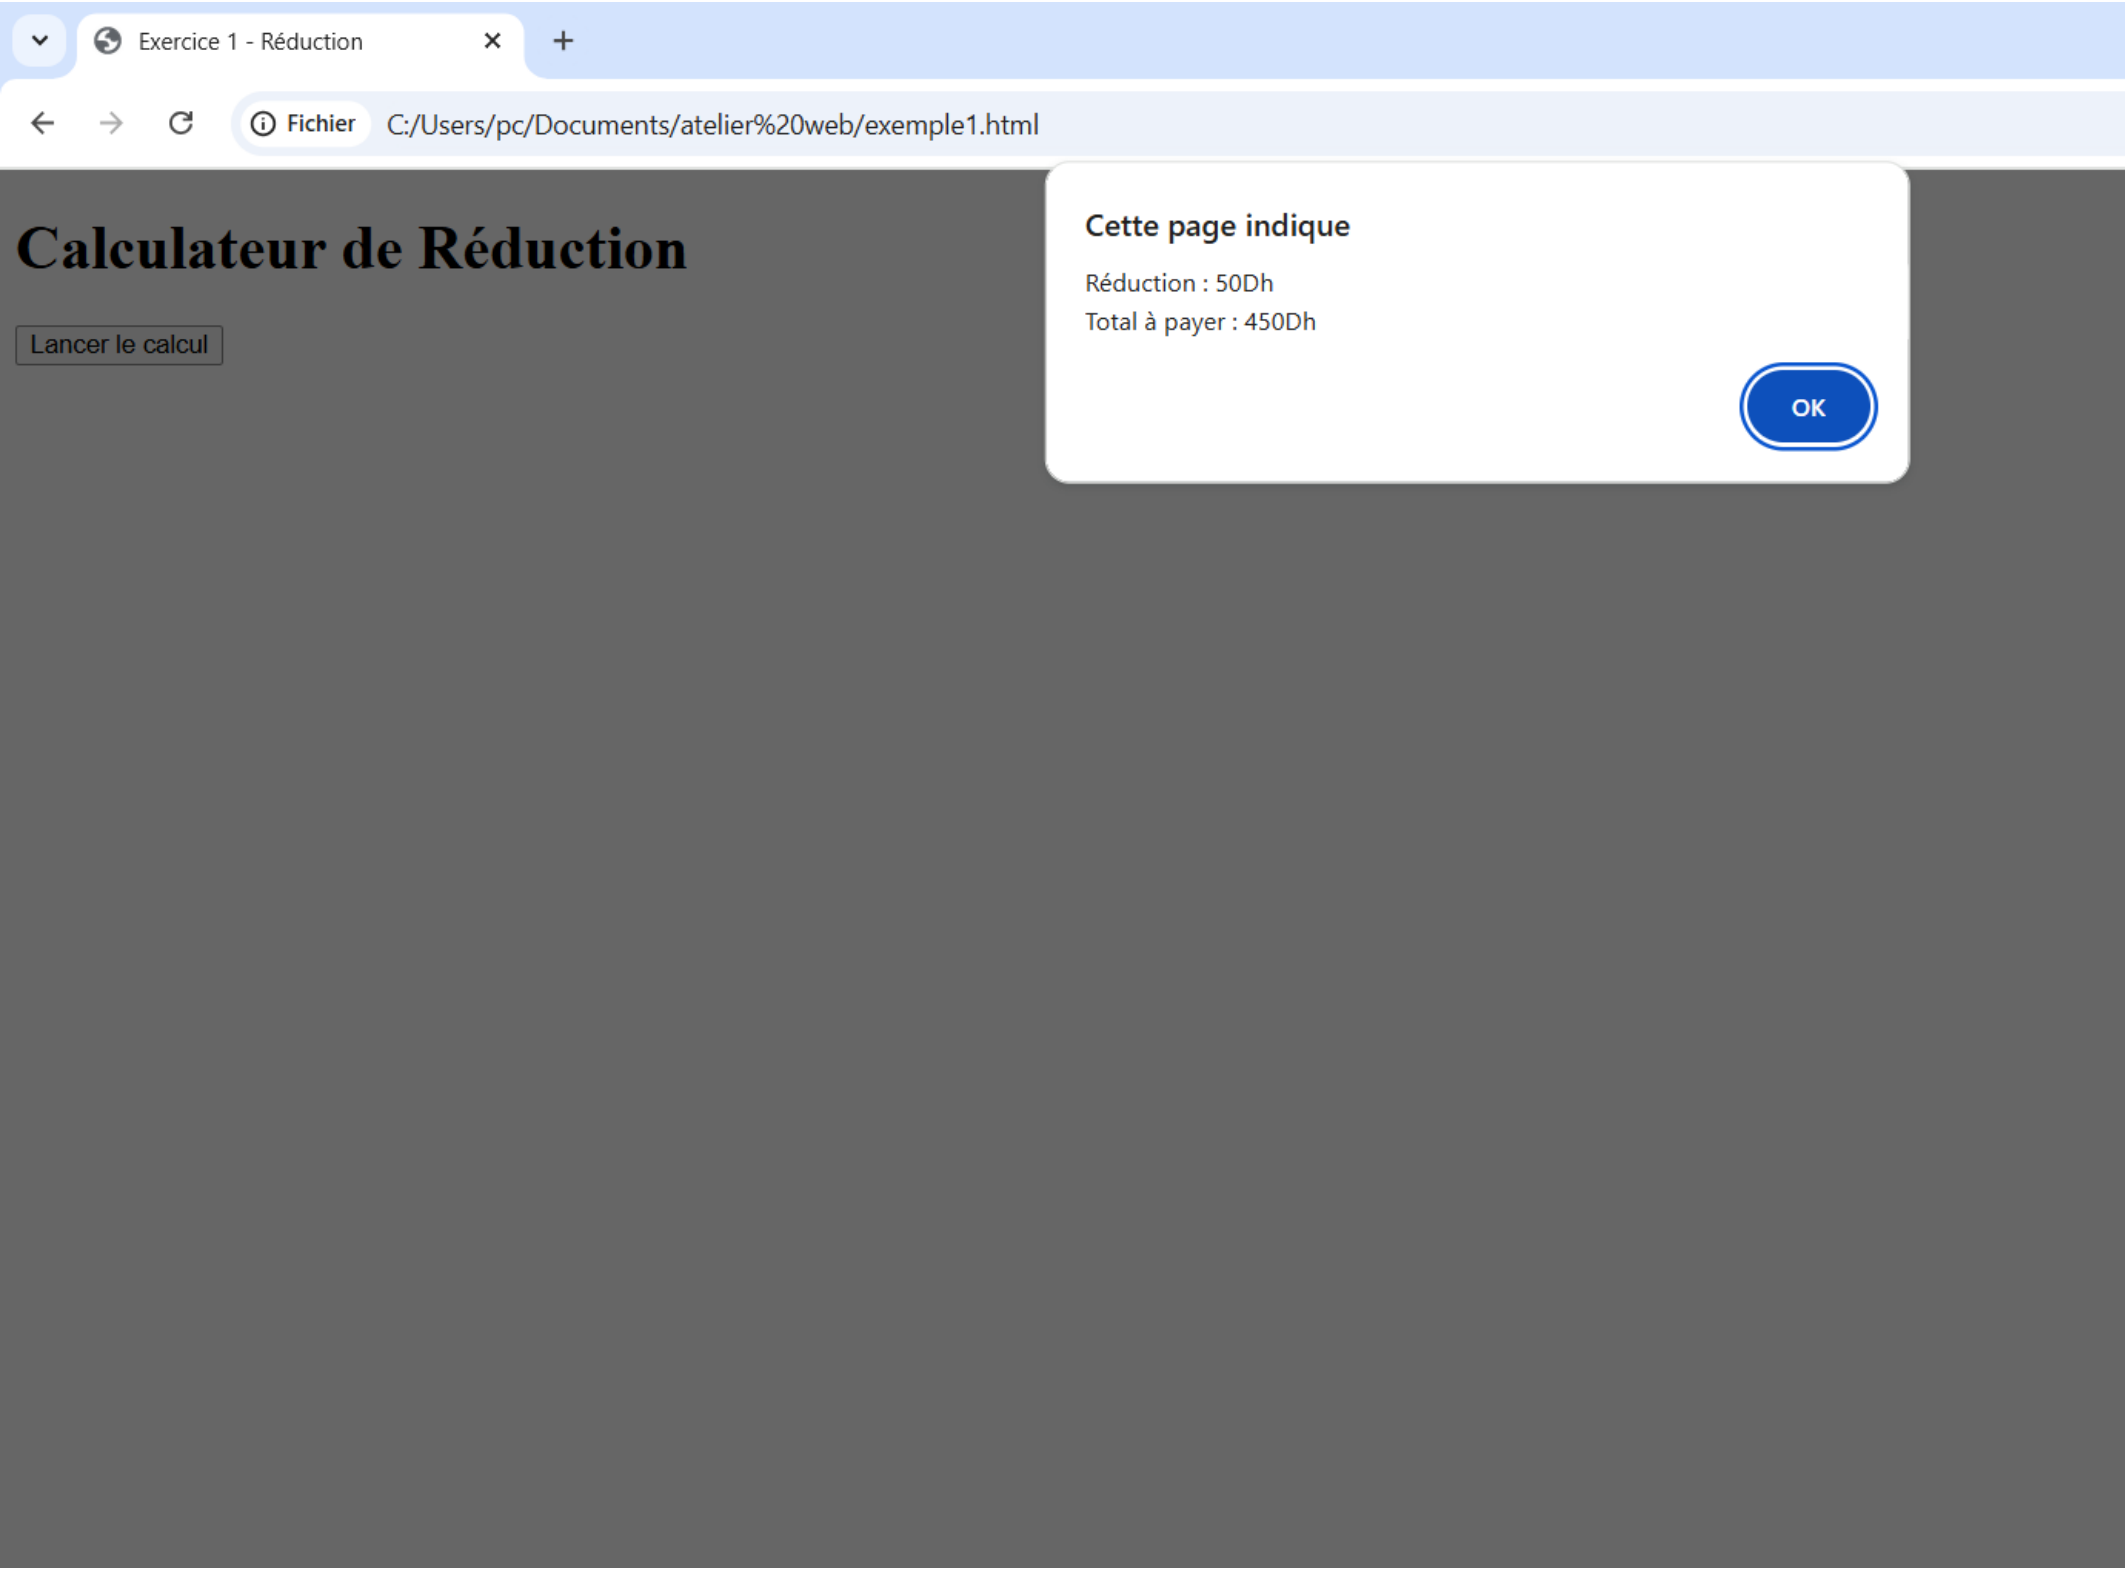 Exercice 1 - Réduction
Fichier C:/Users/pc/Documents/atelier%20web/exemple1.html
Calculateur de Réduction
Lancer le calcul
Cette page indique
Réduction : 50Dh
Total à payer : 450Dh
OK